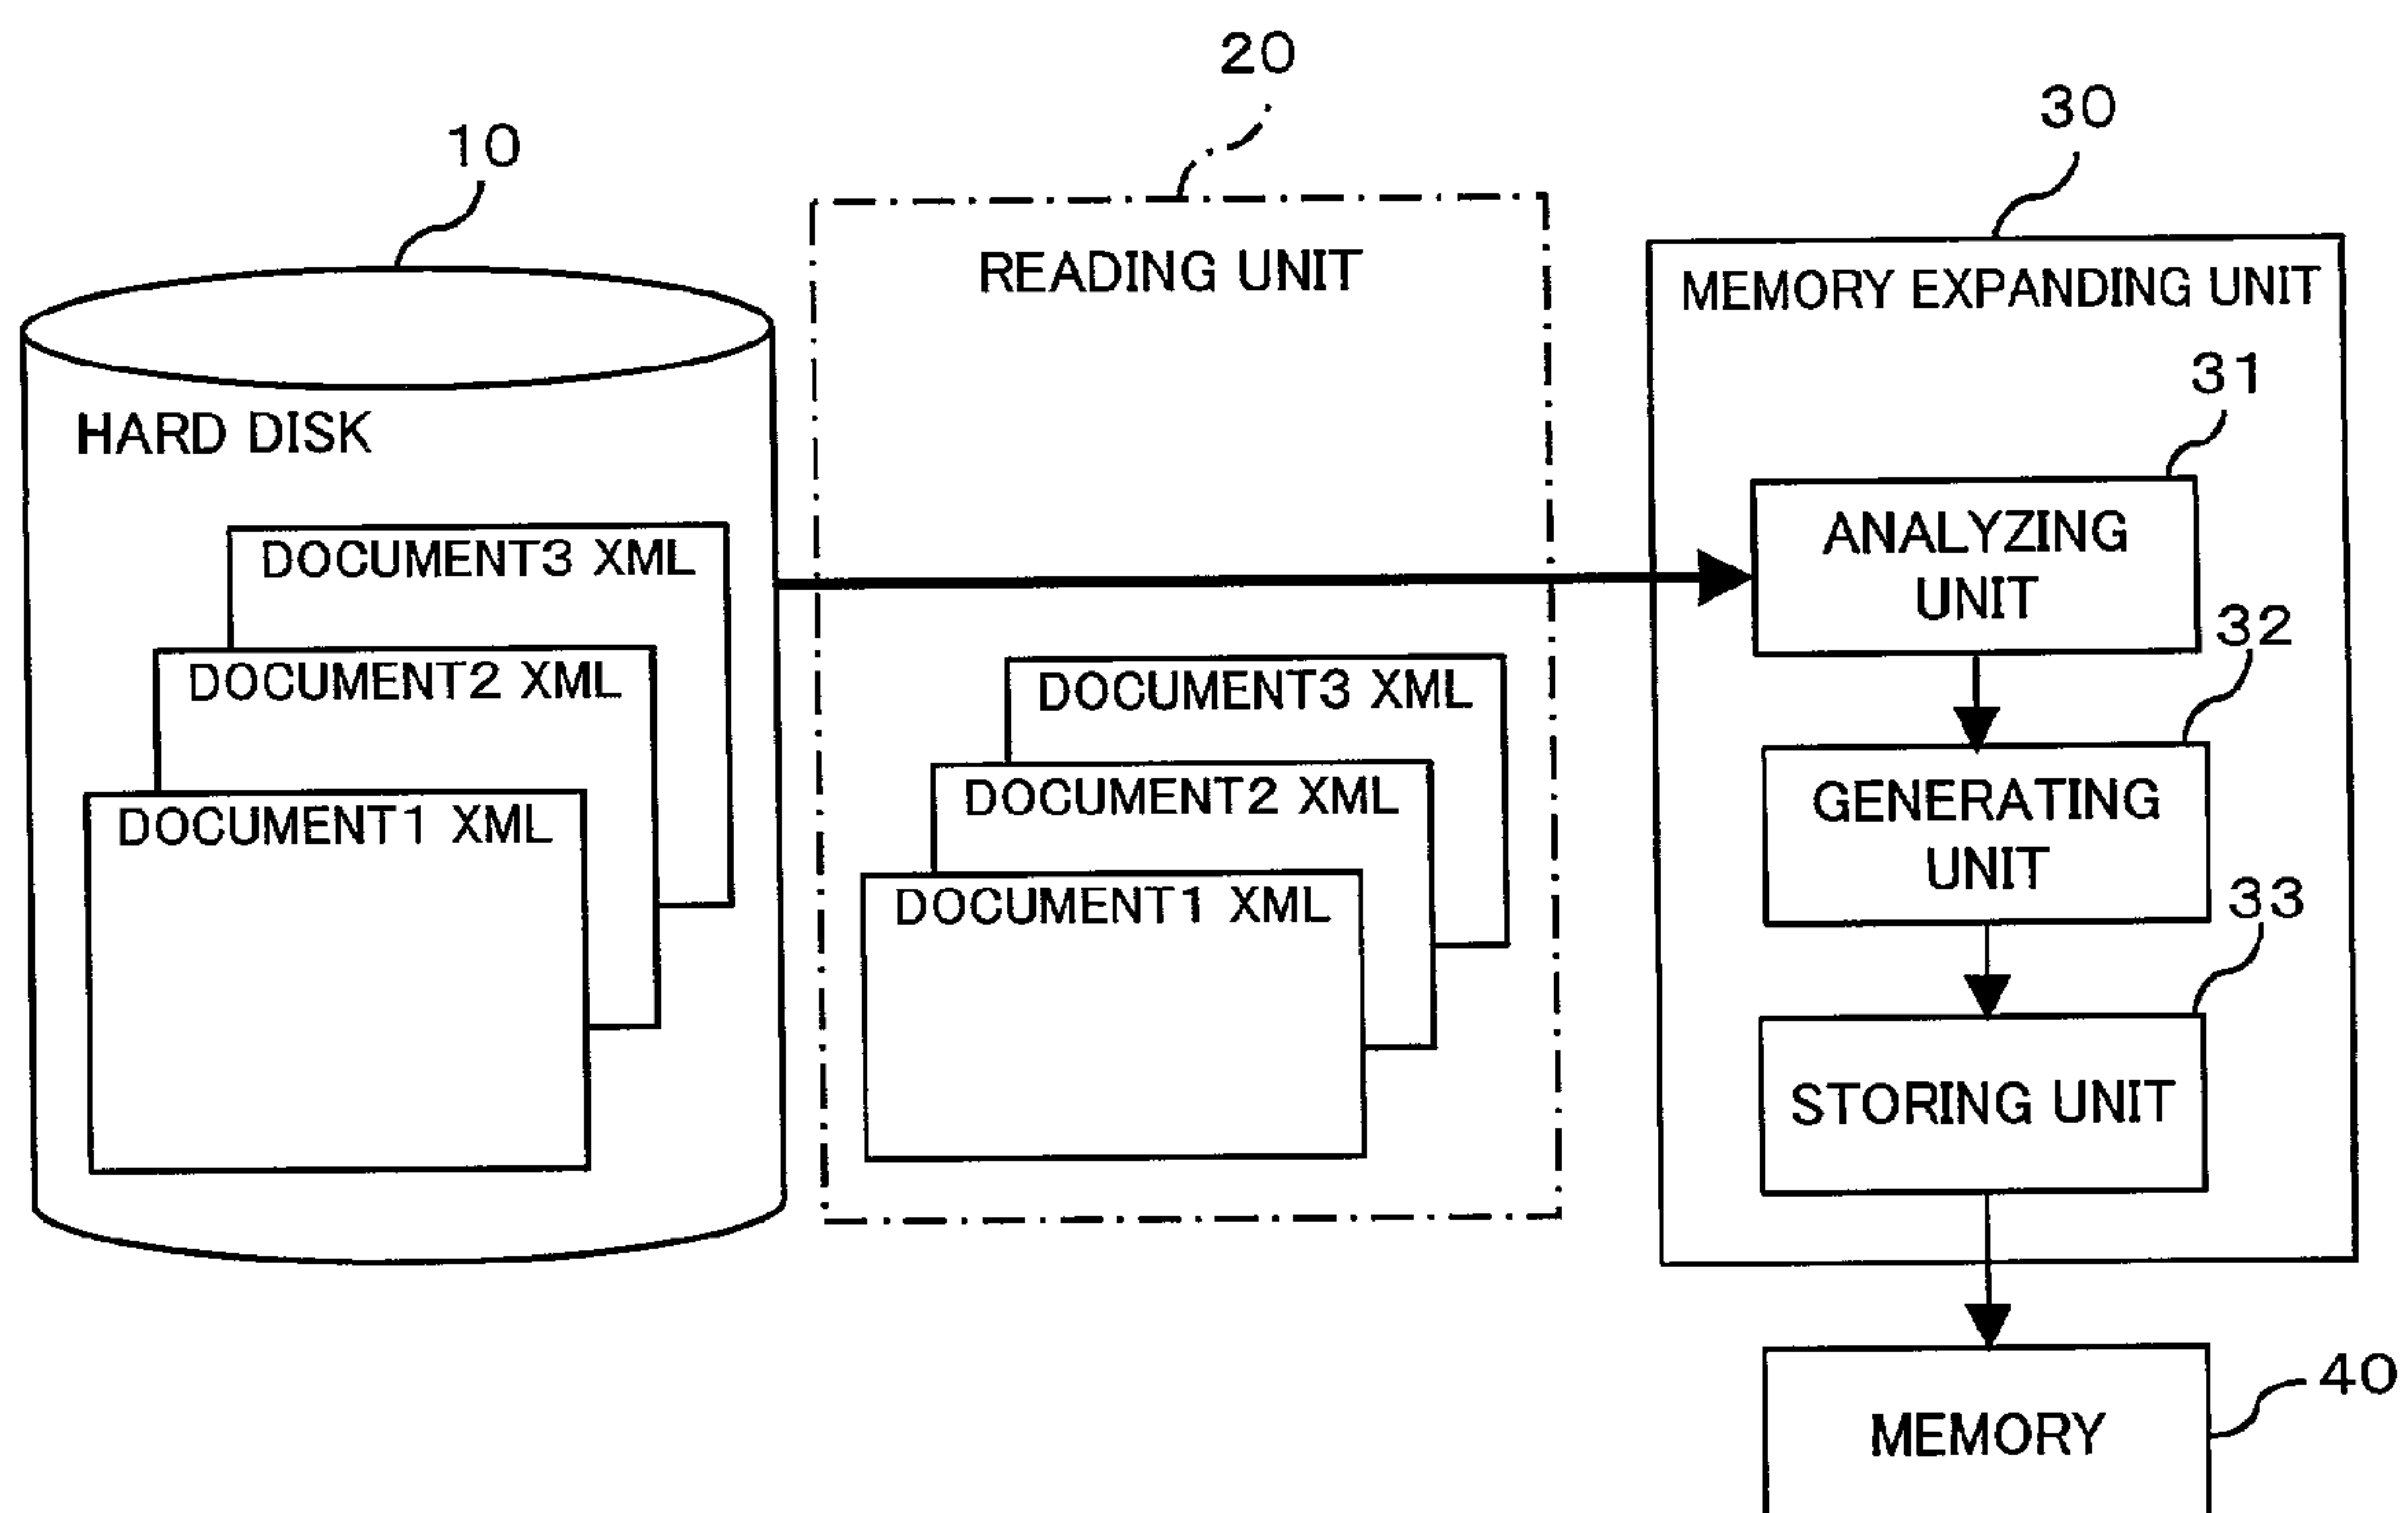 20
30
10
READING UNIT
MEMORY EXPANDING UNIT
31
HARD DISK
ANALYZING
UNIT
DOCUMENT3 XML
32
DOCUMENT2 XML
DOCUMENT3 XML
GENERATING
UNIT
DOCUMENT1 XML
DOCUMENT2 XML
33
DOCUMENT1 XML
STORING UNIT
40
MEMORY